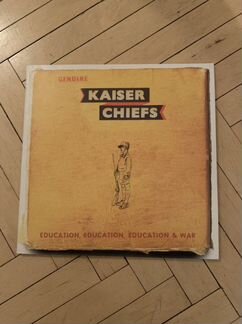 GENUINE
KAISER
CHIEFS
EDUCATION, EDUCATION, EDUCATION & WAR